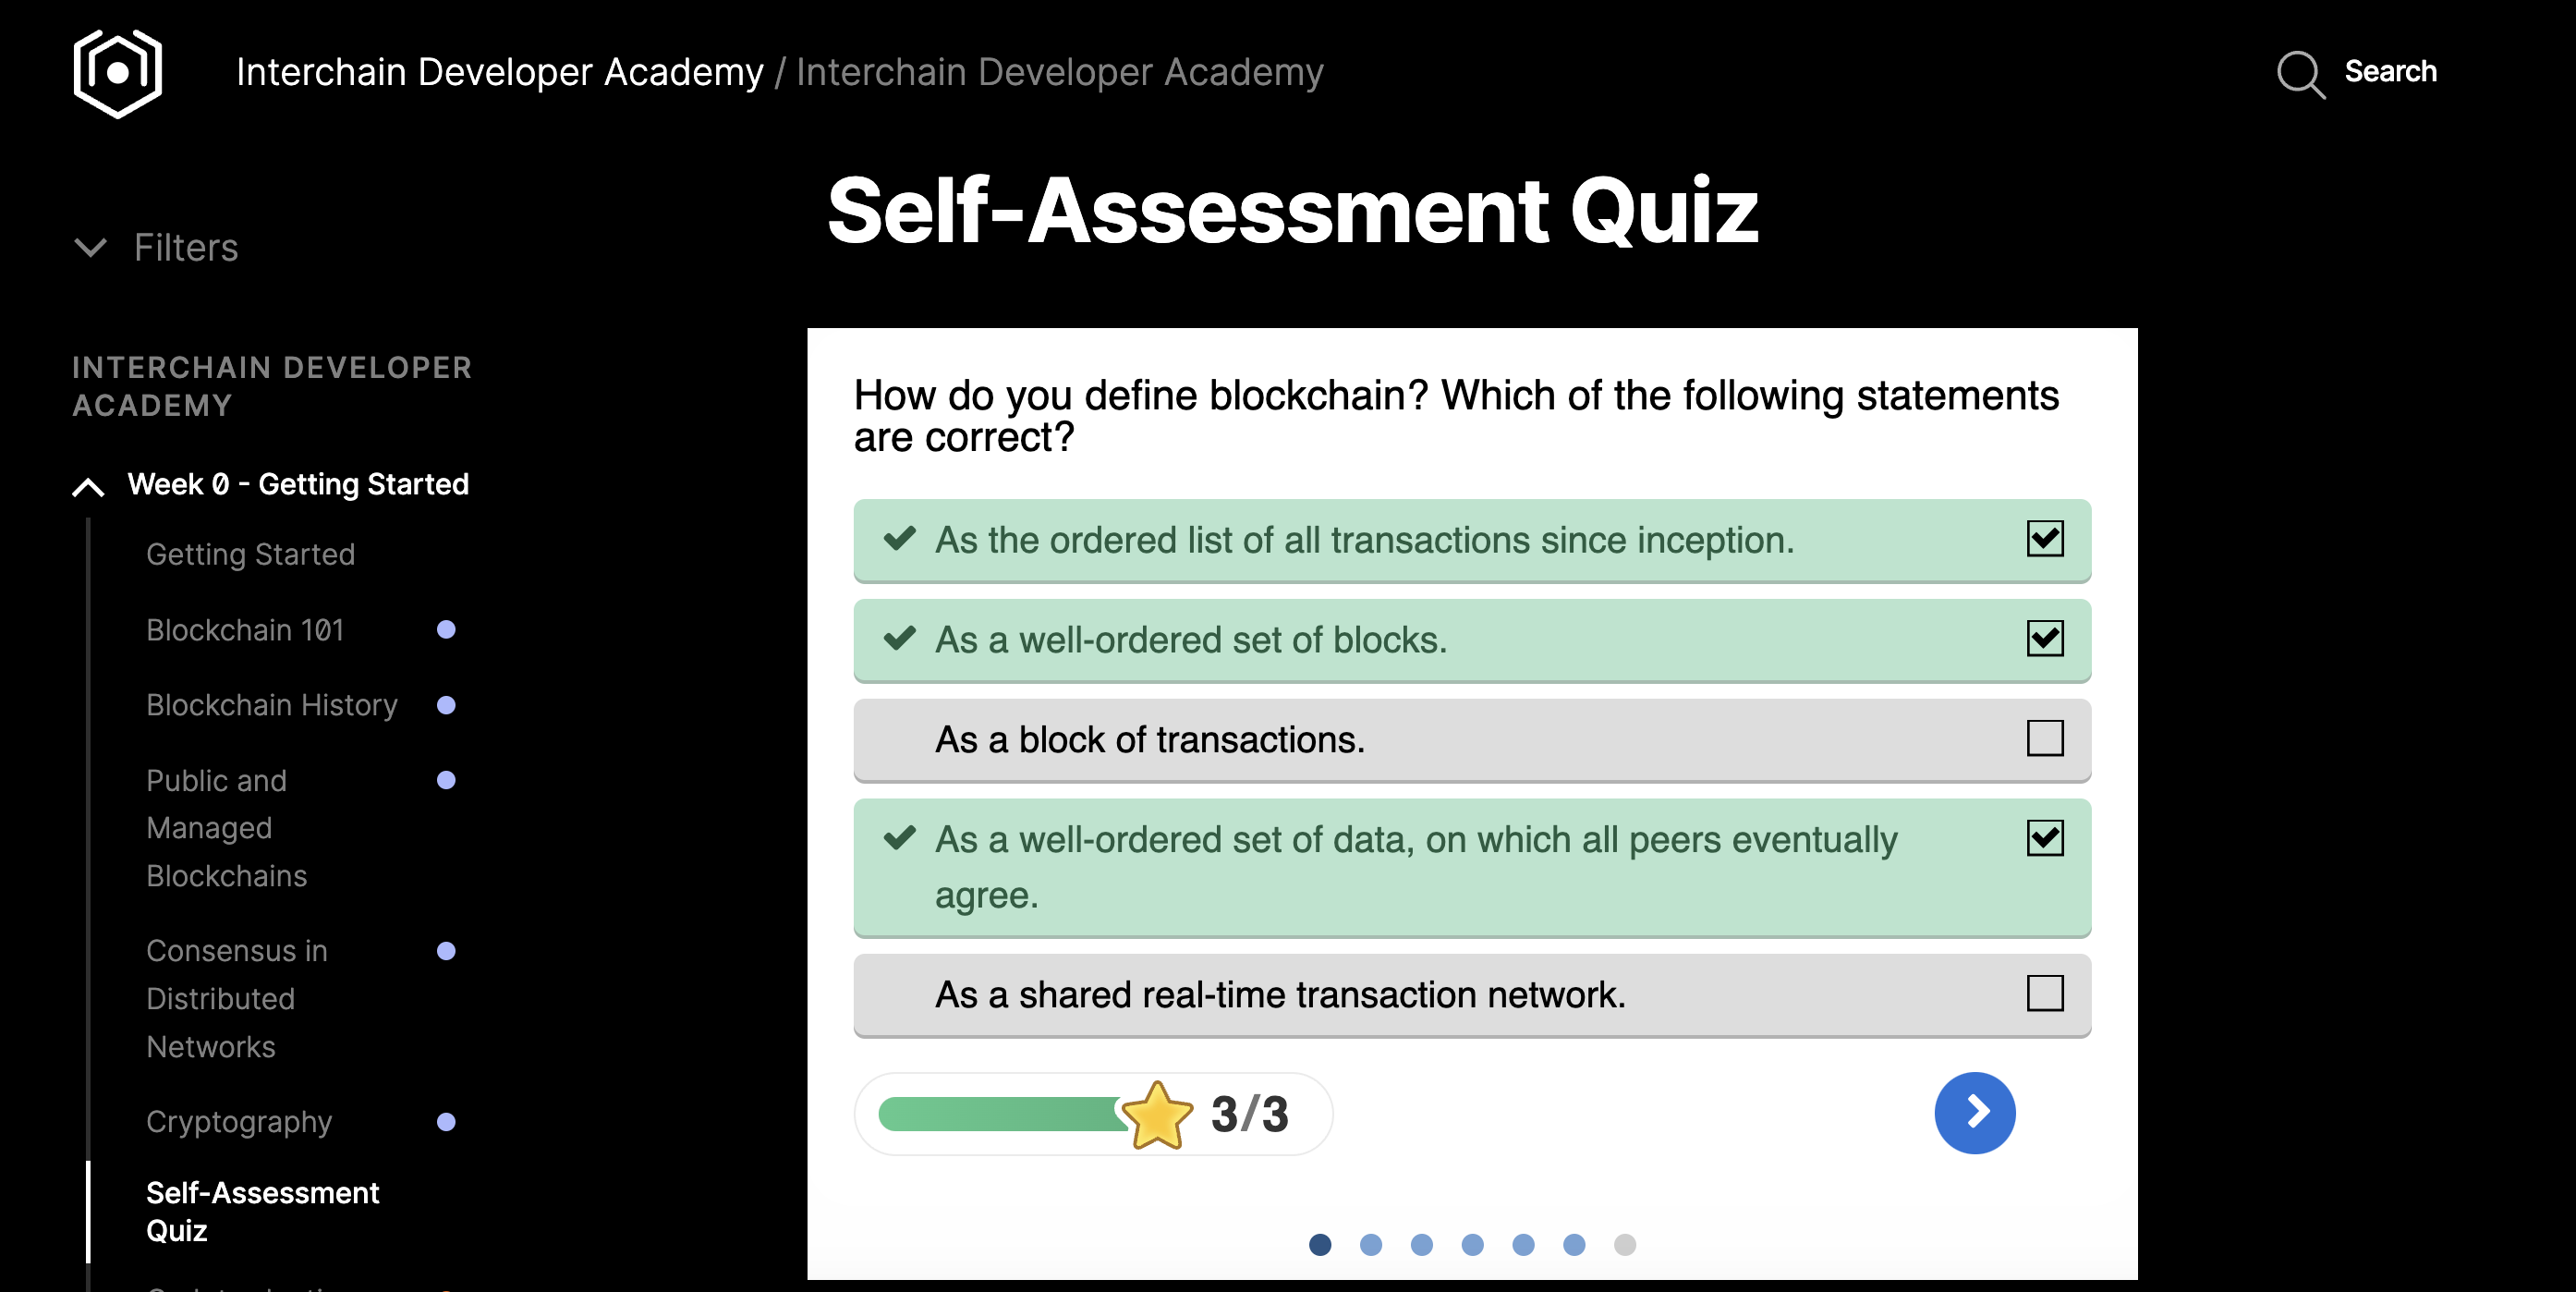 Interchain Developer Academy / Interchain Developer Academy
Search
Filters
INTERCHAIN DEVELOPER
ACADEMY
Week 0 - Getting Started
Getting Started
Blockchain 101
Blockchain History
Public and
Managed
Blockchains
Consensus in
Distributed
Networks
Cryptography
Self-Assessment
Quiz
Self-Assessment Quiz
How do you define blockchain? Which of the following statements
are correct?
As the ordered list of all transactions since inception.
As a well-ordered set of blocks.
As a block of transactions.
As a well-ordered set of data, on which all peers eventually
agree.
As a shared real-time transaction network.
3/3